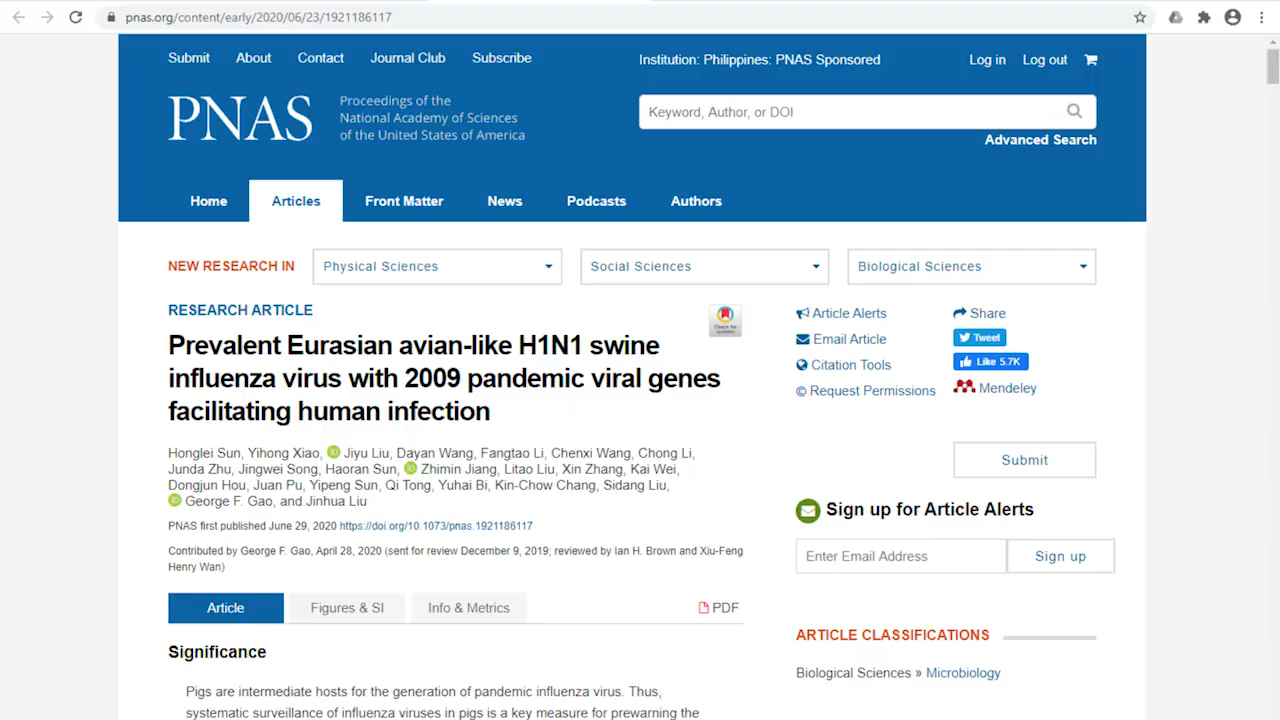 pnas.org/content/early/2020/06/23/1921186117
Submit About Contact Journal Club Subscribe
Institution: Philippines: PNAS Sponsored
Log in Log out
PNAS
Proceedings of the
National Academy of Sciences
of the United States of America
Keyword, Author, or DOI
Advanced Search
Home Articles Front Matter News Podcasts Authors
NEW RESEARCH IN Physical Sciences Social Sciences Biological Sciences
RESEARCH ARTICLE
Check for
updates
Prevalent Eurasian avian-like H1N1 swine
influenza virus with 2009 pandemic viral genes
facilitating human infection
Honglei Sun, Yihong Xiao, iD Jiyu Liu, Dayan Wang, Fangtao Li, Chenxi Wang, Chong Li,
Junda Zhu, Jingwei Song, Haoran Sun, iD Zhimin Jiang, Litao Liu, Xin Zhang, Kai Wei,
Dongjun Hou, Juan Pu, Yipeng Sun, Qi Tong, Yuhai Bi, Kin-Chow Chang, Sidang Liu,
iD George F. Gao, and Jinhua Liu
PNAS first published June 29, 2020 https://doi.org/10.1073/pnas.1921186117
Contributed by George F. Gao, April 28, 2020 (sent for review December 9, 2019; reviewed by Ian H. Brown and Xiu-Feng
Henry Wan)
Article Figures & SI Info & Metrics PDF
Significance
Pigs are intermediate hosts for the generation of pandemic influenza virus. Thus,
systematic surveillance of influenza viruses in pigs is a key measure for prewarning the
Article Alerts
Email Article
Citation Tools
© Request Permissions
Share
Tweet
Like 5.7K
Mendeley
Submit
Sign up for Article Alerts
Enter Email Address Sign up
ARTICLE CLASSIFICATIONS
Biological Sciences » Microbiology